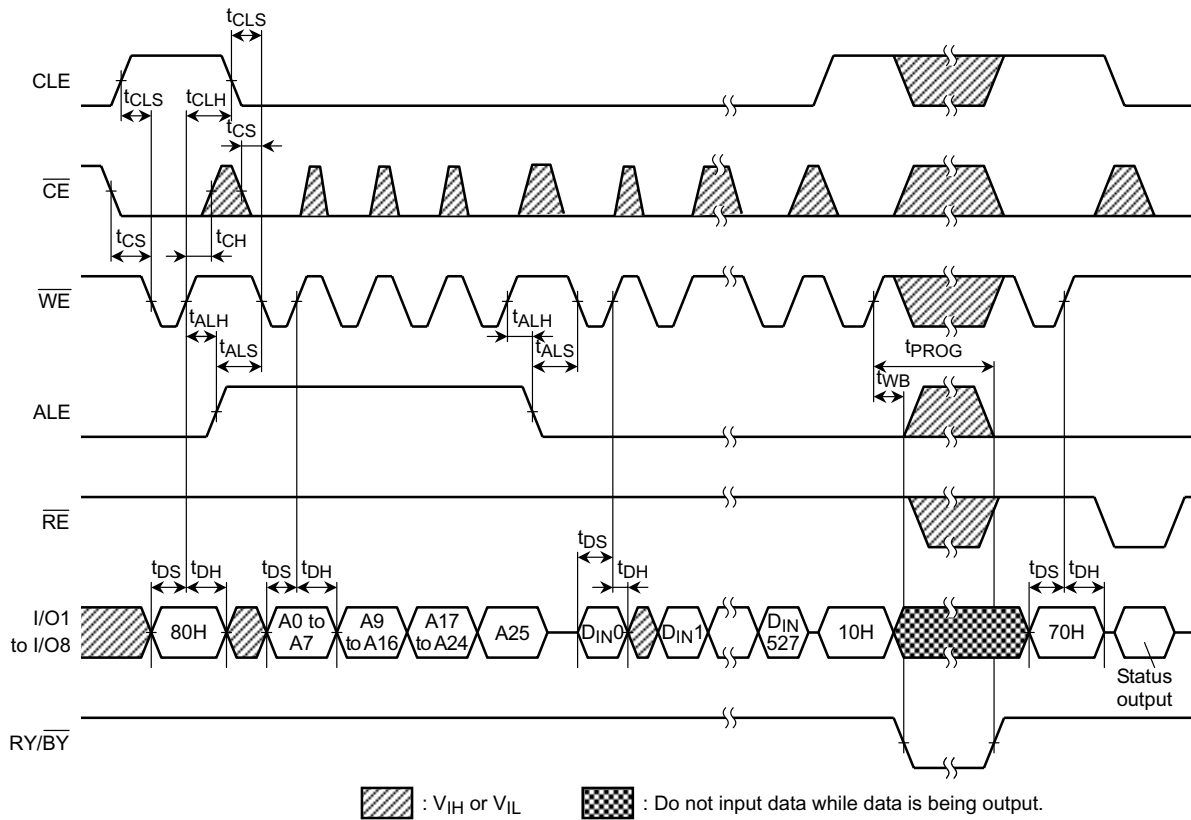 tCLS
CLE
tCLS
tCLH
tCS
CE
tCS
tCH
WE
tALH
tALS
tALH
tALS
tPROG
tWB
ALE
RE
tDS
tDH
tDS
tDH
tDS
tDH
tDS
tDH
I/O1
to I/O8
80H
A0 to
A7
A9
to A16
A17
to A24
A25
DIN0
DIN1
DIN
527
10H
70H
Status
output
RY/BY
: VIH or VIL
: Do not input data while data is being output.